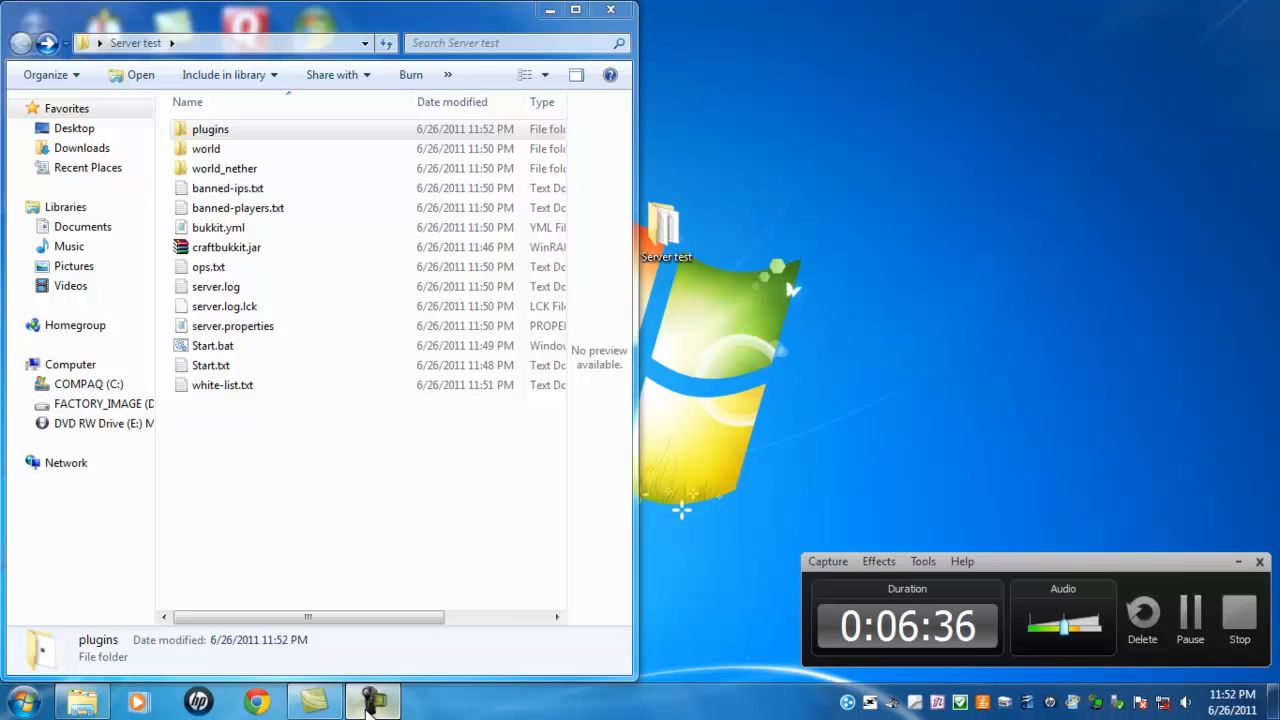 Server test
Search Server test
Organize
Open
Include in library
Share with
Burn
»
Name
Date modified
Type
Favorites
Desktop
Downloads
Recent Places
Libraries
Documents
Music
Pictures
Videos
Homegroup
Computer
COMPAQ (C:)
FACTORY_IMAGE (D
DVD RW Drive (E:) M
Network
plugins 6/26/2011 11:52 PM File fol
world 6/26/2011 11:50 PM File fol
world_nether 6/26/2011 11:50 PM File fol
banned-ips.txt 6/26/2011 11:50 PM Text Do
banned-players.txt 6/26/2011 11:50 PM Text Do
bukkit.yml 6/26/2011 11:50 PM YML Fi
craftbukkit.jar 6/26/2011 11:46 PM WinRA
ops.txt 6/26/2011 11:50 PM Text Do
server.log 6/26/2011 11:50 PM Text Do
server.log.lck 6/26/2011 11:50 PM LCK Fil
server.properties 6/26/2011 11:50 PM PROPE
Start.bat 6/26/2011 11:49 PM Windo
Start.txt 6/26/2011 11:48 PM Text Do
white-list.txt 6/26/2011 11:51 PM Text Do
No preview
available.
plugins Date modified: 6/26/2011 11:52 PM
File folder
Server test
Capture Effects Tools Help
Duration
0:06:36
Audio
Delete
Pause
Stop
hp
11:52 PM
6/26/2011